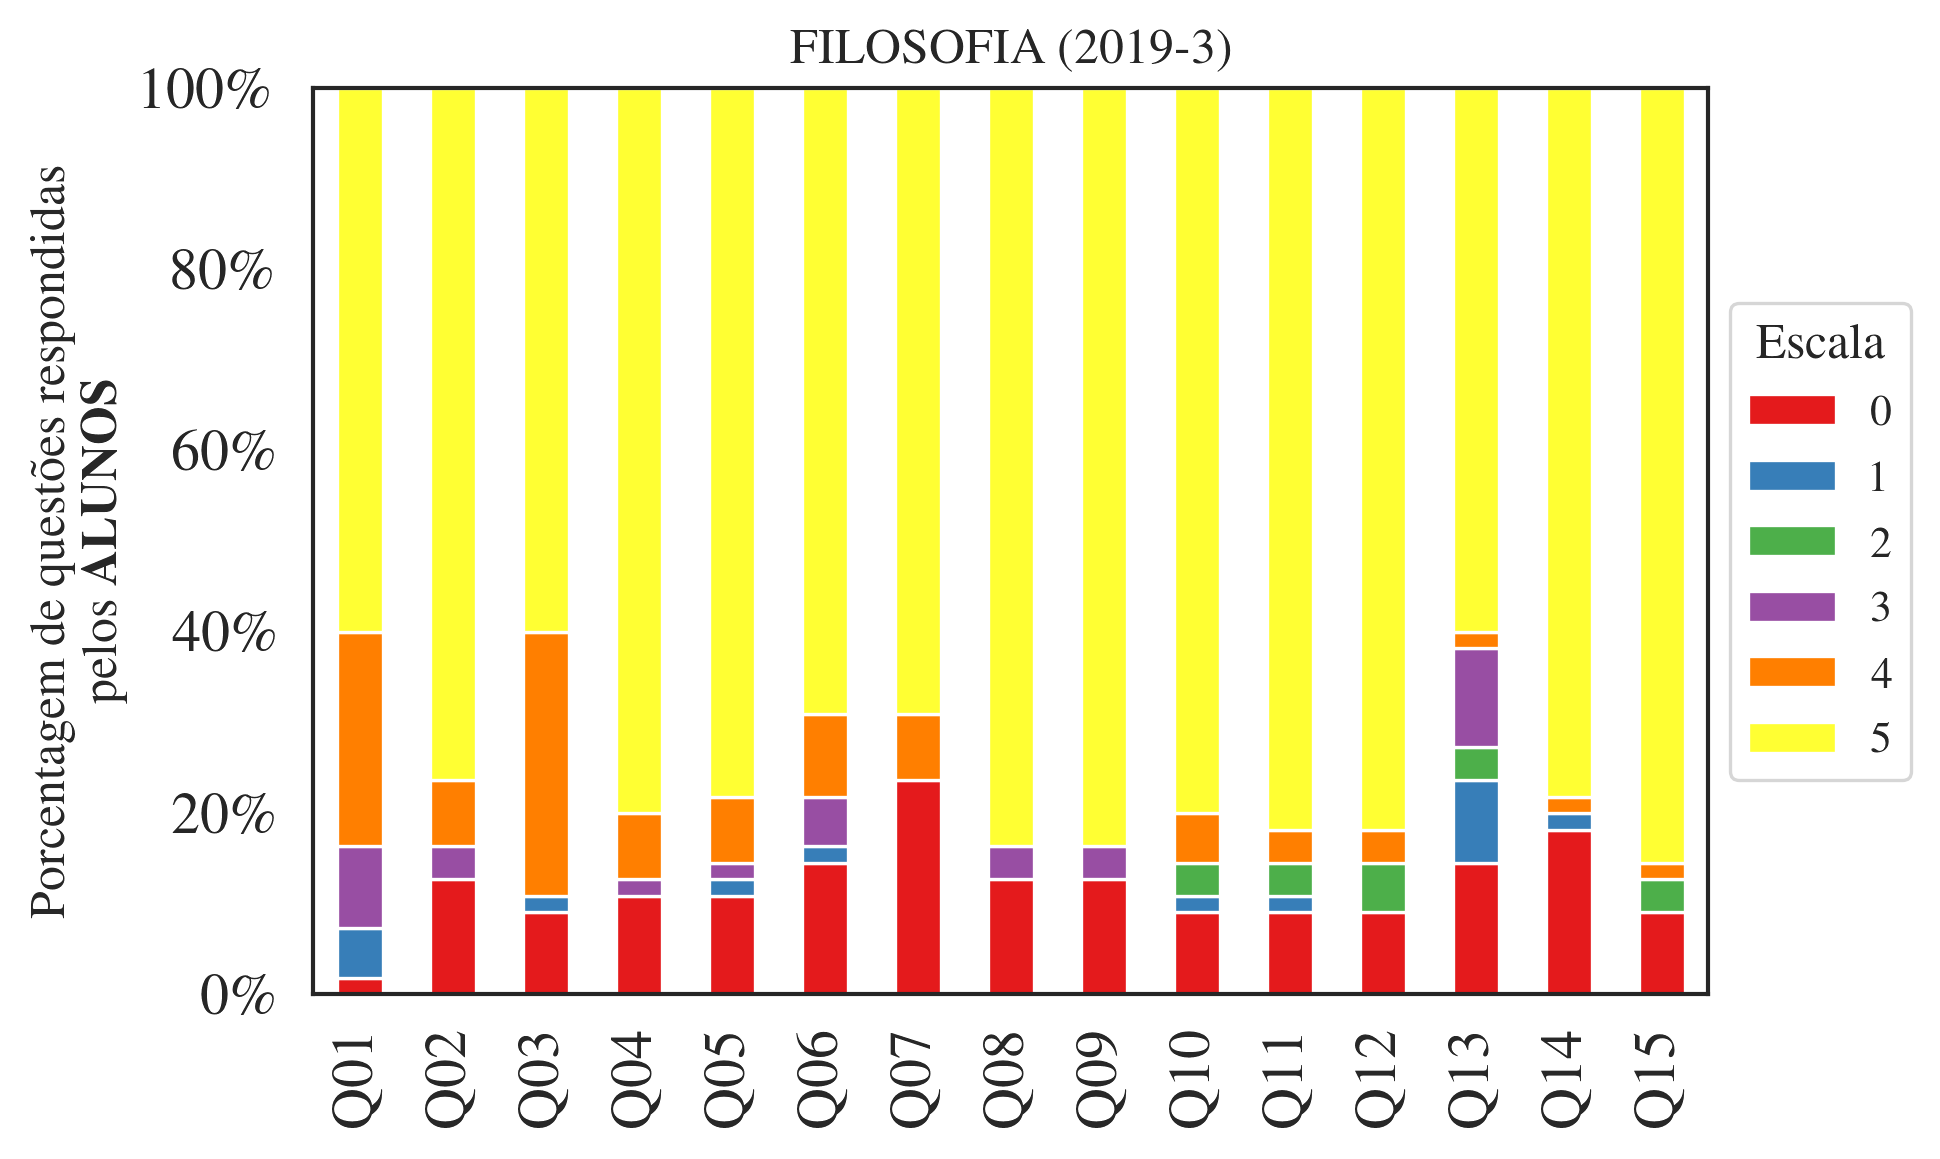 FILOSOFIA (2019-3)
Porcentagem de questões respondidas
pelos ALUNOS
100%
80%
60%
40%
20%
0%
Q01
Q02
Q03
Q04
Q05
Q06
Q07
Q08
Q09
Q10
Q11
Q12
Q13
Q14
Q15
Escala
0
1
2
3
4
5